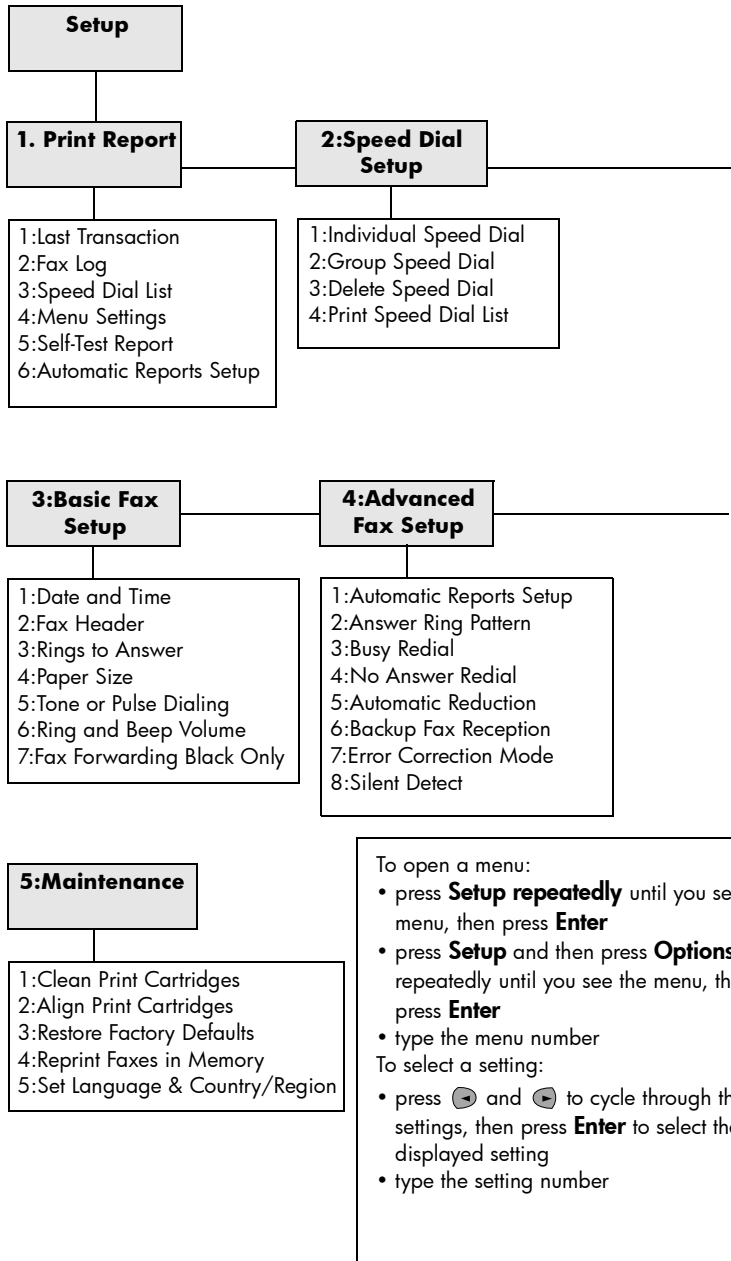 Setup
1. Print Report
2:Speed Dial
Setup
1:Last Transaction
2:Fax Log
3:Speed Dial List
4:Menu Settings
5:Self-Test Report
6:Automatic Reports Setup
1:Individual Speed Dial
2:Group Speed Dial
3:Delete Speed Dial
4:Print Speed Dial List
3:Basic Fax
Setup
4:Advanced
Fax Setup
1:Date and Time
2:Fax Header
3:Rings to Answer
4:Paper Size
5:Tone or Pulse Dialing
6:Ring and Beep Volume
7:Fax Forwarding Black Only
1:Automatic Reports Setup
2:Answer Ring Pattern
3:Busy Redial
4:No Answer Redial
5:Automatic Reduction
6:Backup Fax Reception
7:Error Correction Mode
8:Silent Detect
5:Maintenance
1:Clean Print Cartridges
2:Align Print Cartridges
3:Restore Factory Defaults
4:Reprint Faxes in Memory
5:Set Language & Country/Region
To open a menu:
• press Setup repeatedly until you se
menu, then press Enter
• press Setup and then press Options
repeatedly until you see the menu, th
press Enter
• type the menu number
To select a setting:
• press and to cycle through th
settings, then press Enter to select the
displayed setting
• type the setting number